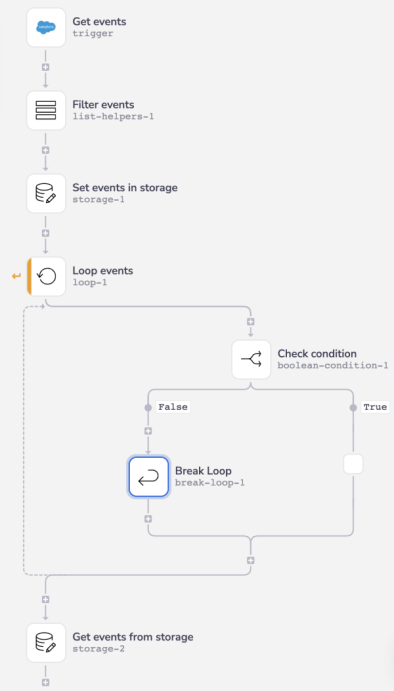 Get events
trigger
Filter events
list-helpers-1
Set events in storage
storage-1
Loop events
loop-1
Check condition
boolean-condition-1
False
True
Break Loop
break-loop-1
Get events from storage
storage-2